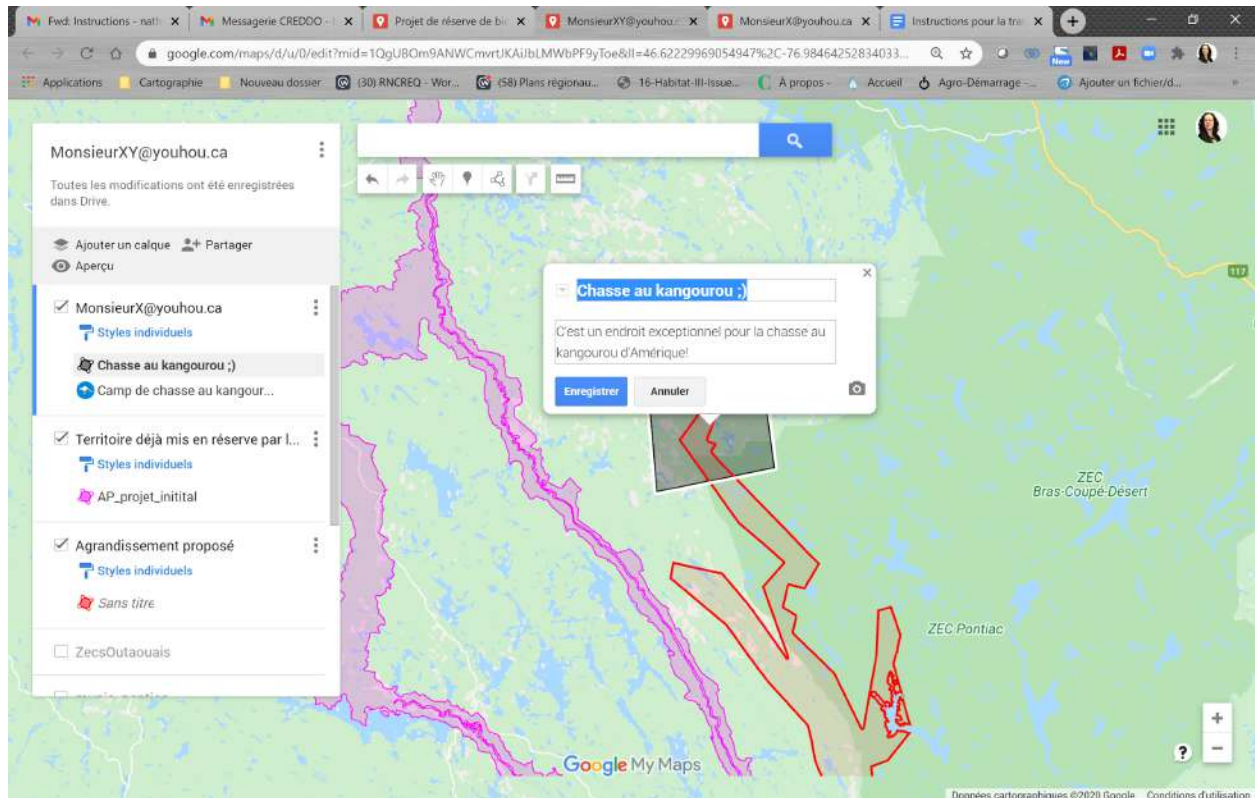 Fwd: Instructions - nath
Messagerie CREDDO -
Projet de réserve de bi
MonsieurXY@youhou.
MonsieurX@youhou.ca
Instructions pour la tra
google.com/maps/d/u/0/edit?mid=1QgUBOm9ANWCmvrtJKAiJbLMWbPF9yToe&ll=46.62229969054947%2C-76.98464252834033...
New
Applications
Cartographie
Nouveau dossier
(30) RNCREQ - Wor...
(58) Plans régionau...
16-Habitat-III-Issue...
À propos -
Accueil
Agro-Démarrage -...
Ajouter un fichier/d...
MonsieurXY@youhou.ca
Toutes les modifications ont été enregistrées
dans Drive.
Ajouter un calque
Partager
Aperçu
MonsieurX@youhou.ca
Styles individuels
Chasse au kangourou ;)
Camp de chasse au kangour...
Territoire déjà mis en réserve par l...
Styles individuels
AP_projet_initital
Agrandissement proposé
Styles individuels
Sans titre
ZecsOutaouais
Chasse au kangourou ;)
C'est un endroit exceptionnel pour la chasse au
kangourou d'Amérique!
Enregistrer
Annuler
117
ZEC
Bras-Coupé-Désert
ZEC Pontiac
+
?
−
Google My Maps
Données cartographiques ©2020 Google
Conditions d'utilisation